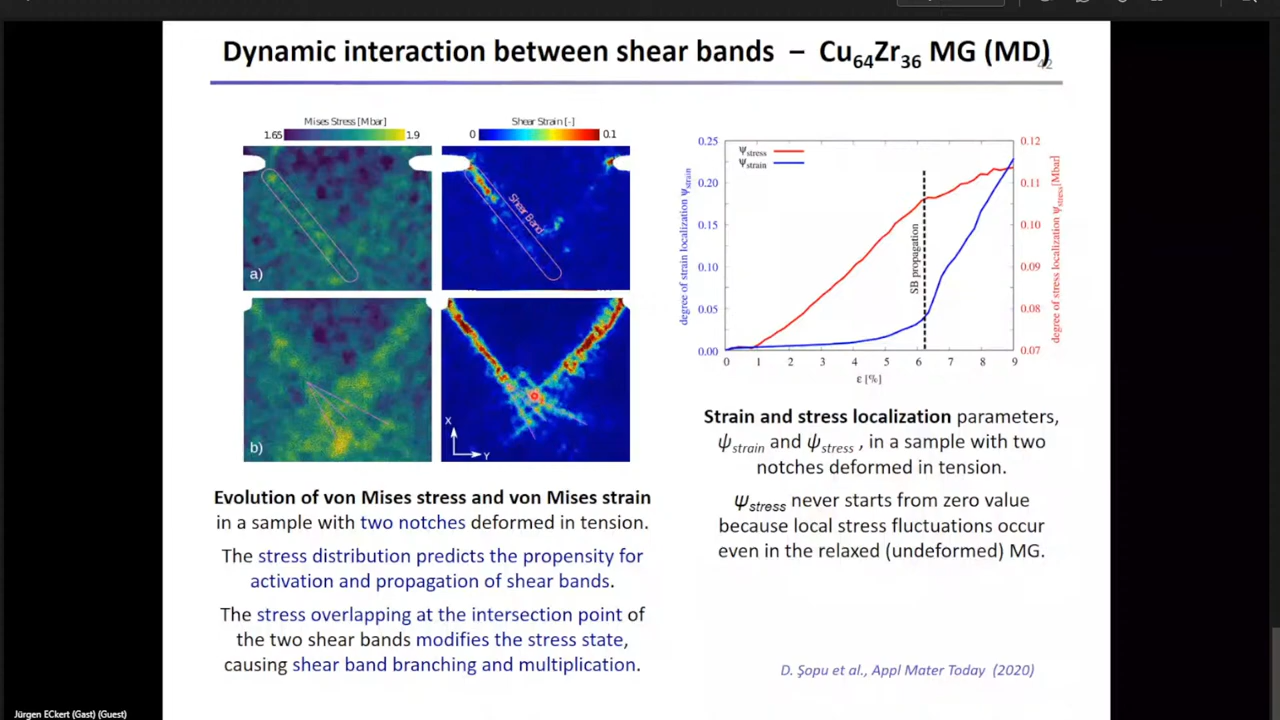 Dynamic interaction between shear bands – Cu64Zr36 MG (MD)
42
Mises Stress [Mbar]
1.65
1.9
Shear Strain [-]
0
0.1
Shear Band
a)
b)
X
Y
Evolution of von Mises stress and von Mises strain
in a sample with two notches deformed in tension.
The stress distribution predicts the propensity for
activation and propagation of shear bands.
The stress overlapping at the intersection point of
the two shear bands modifies the stress state,
causing shear band branching and multiplication.
Ψstress
Ψstrain
degree of strain localization Ψstrain
0.25
0.20
0.15
0.10
0.05
0.00
SB propagation
0.12
0.11
0.10
0.09
0.08
0.07
degree of stress localization Ψstress[Mbar]
0 1 2 3 4 5 6 7 8 9
ε [%]
Strain and stress localization parameters,
ψstrain and ψstress , in a sample with two
notches deformed in tension.
ψstress never starts from zero value
because local stress fluctuations occur
even in the relaxed (undeformed) MG.
D. Şopu et al., Appl Mater Today (2020)
Jürgen ECkert (Gast) (Guest)